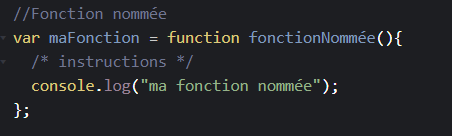 //Fonction nommée
var maFonction = function fonctionNommée(){
/* instructions */
console.log("ma fonction nommée");
};